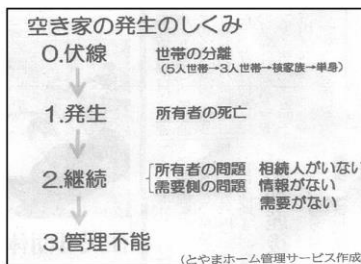 空き家の発生のしくみ
0.伏線 世帯の分離
(5人世帯→3人世帯→核家族→単身)
1.発生 所有者の死亡
2.継続 所有者の問題 相続人がいない
需要側の問題 情報がない
需要がない
3.管理不能
(とやまホーム管理サービス作成